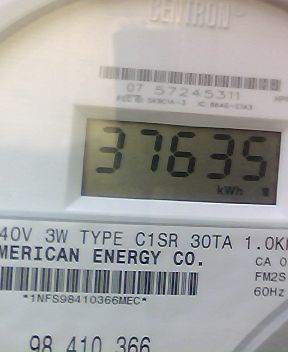 CENTRON
07 57245311
37635
kWh
40V 3W TYPE C1SR 30TA 1.0K
MERICAN ENERGY CO.
CA 0
FM2S
*1NFS98410366MEC*
60Hz
98 410 366